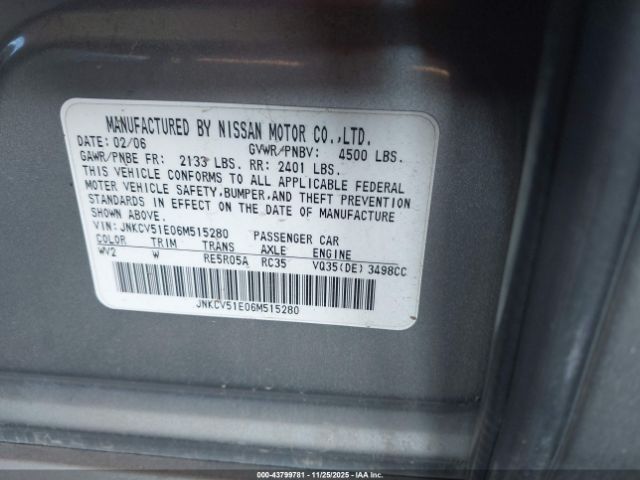 MANUFACTURED BY NISSAN MOTOR CO.,LTD.
DATE: 02/06 GVWR/PNBV: 4500 LBS.
GAWR/PNBE FR: 2133 LBS. RR: 2401 LBS.
THIS VEHICLE CONFORMS TO ALL APPLICABLE FEDERAL
MOTOR VEHICLE SAFETY,BUMPER,AND THEFT PREVENTION
STANDARDS IN EFFECT ON THE DATE OF MANUFACTURE
SHOWN ABOVE.
VIN:JNKCV51E06M515280 PASSENGER CAR
COLOR TRIM TRANS AXLE ENGINE
WV2 W RE5R05A RC35 VQ35(DE)3498CC
JNKCV51E06M515280
000-43799781 - 11/25/2025 - IAA Inc.